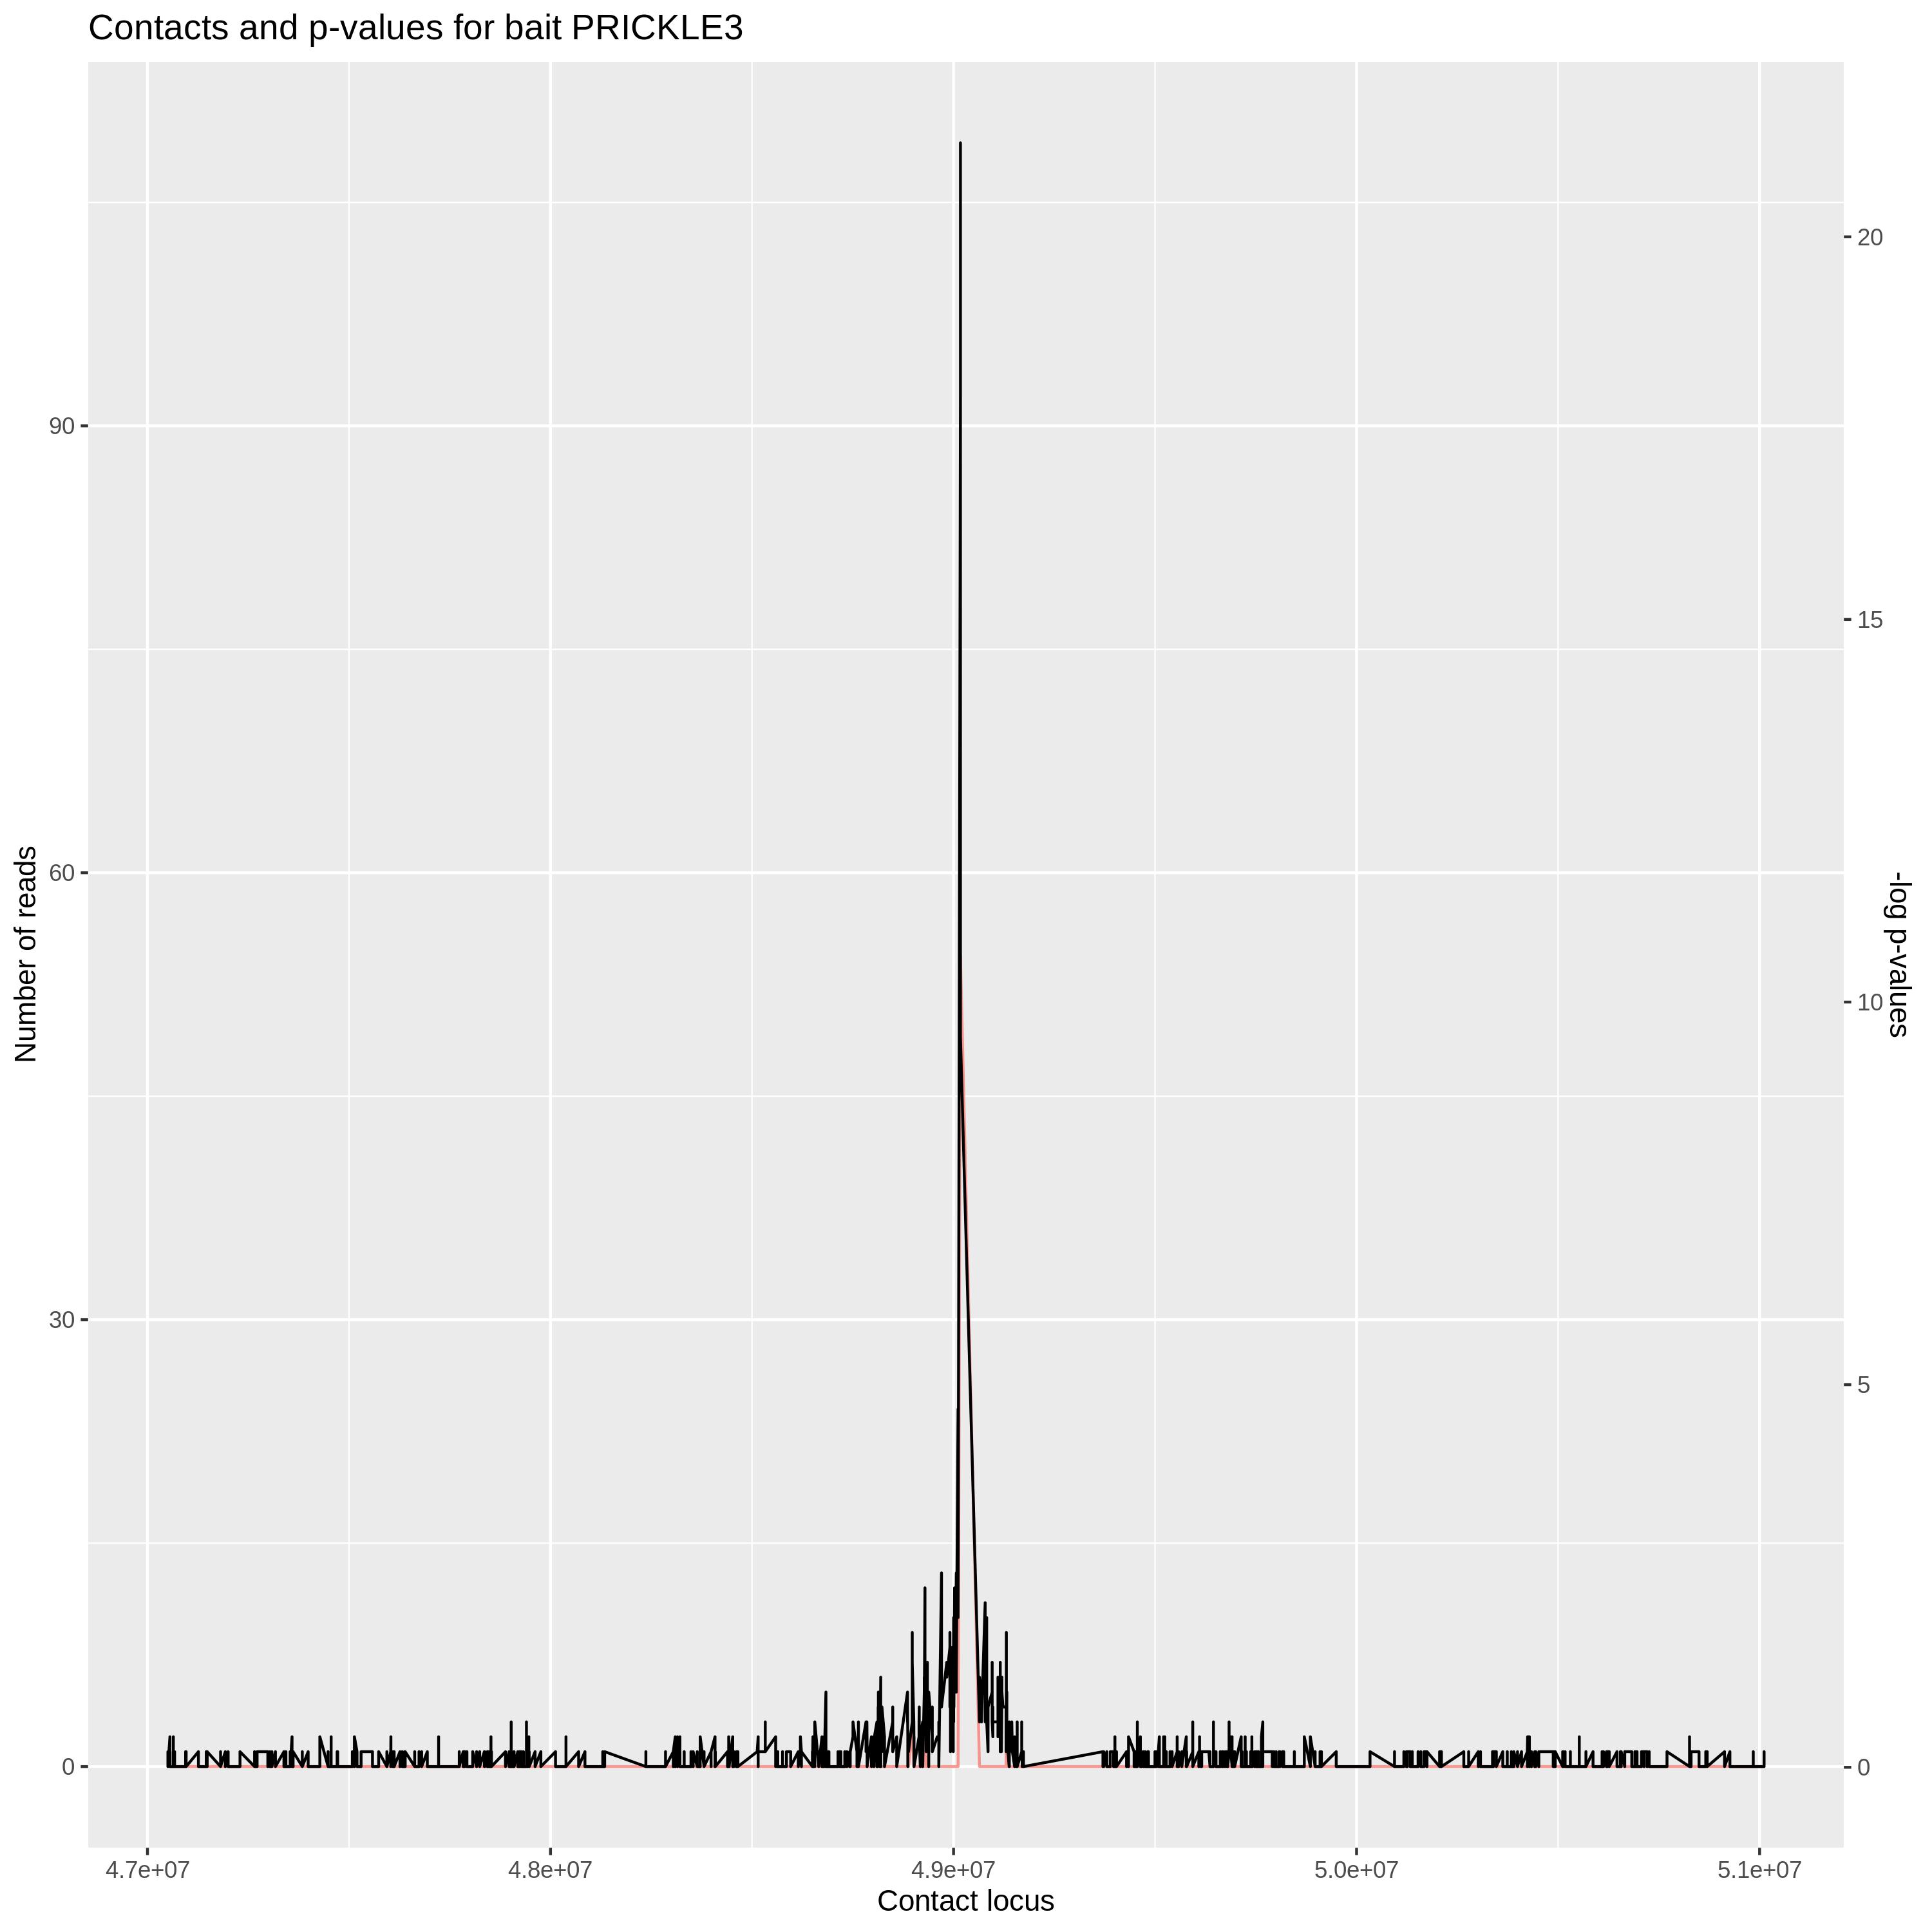 Contacts and p-values for bait PRICKLE3
Number of reads
90
60
30
0
20
15
10
5
0
-log p-values
4.7e+07 4.8e+07 4.9e+07 5.0e+07 5.1e+07
Contact locus